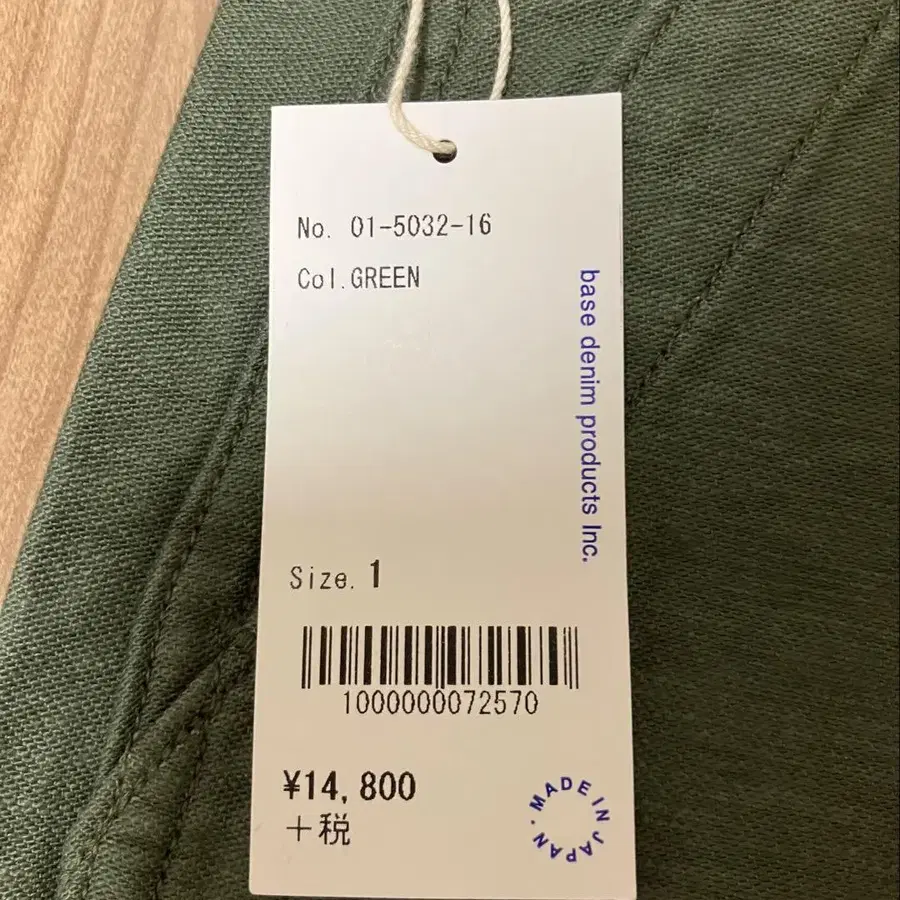 No. 01-5032-16
Col.GREEN
base denim products Inc.
Size. 1
1000000072570
¥14,800
+税
MADE IN JAPAN.